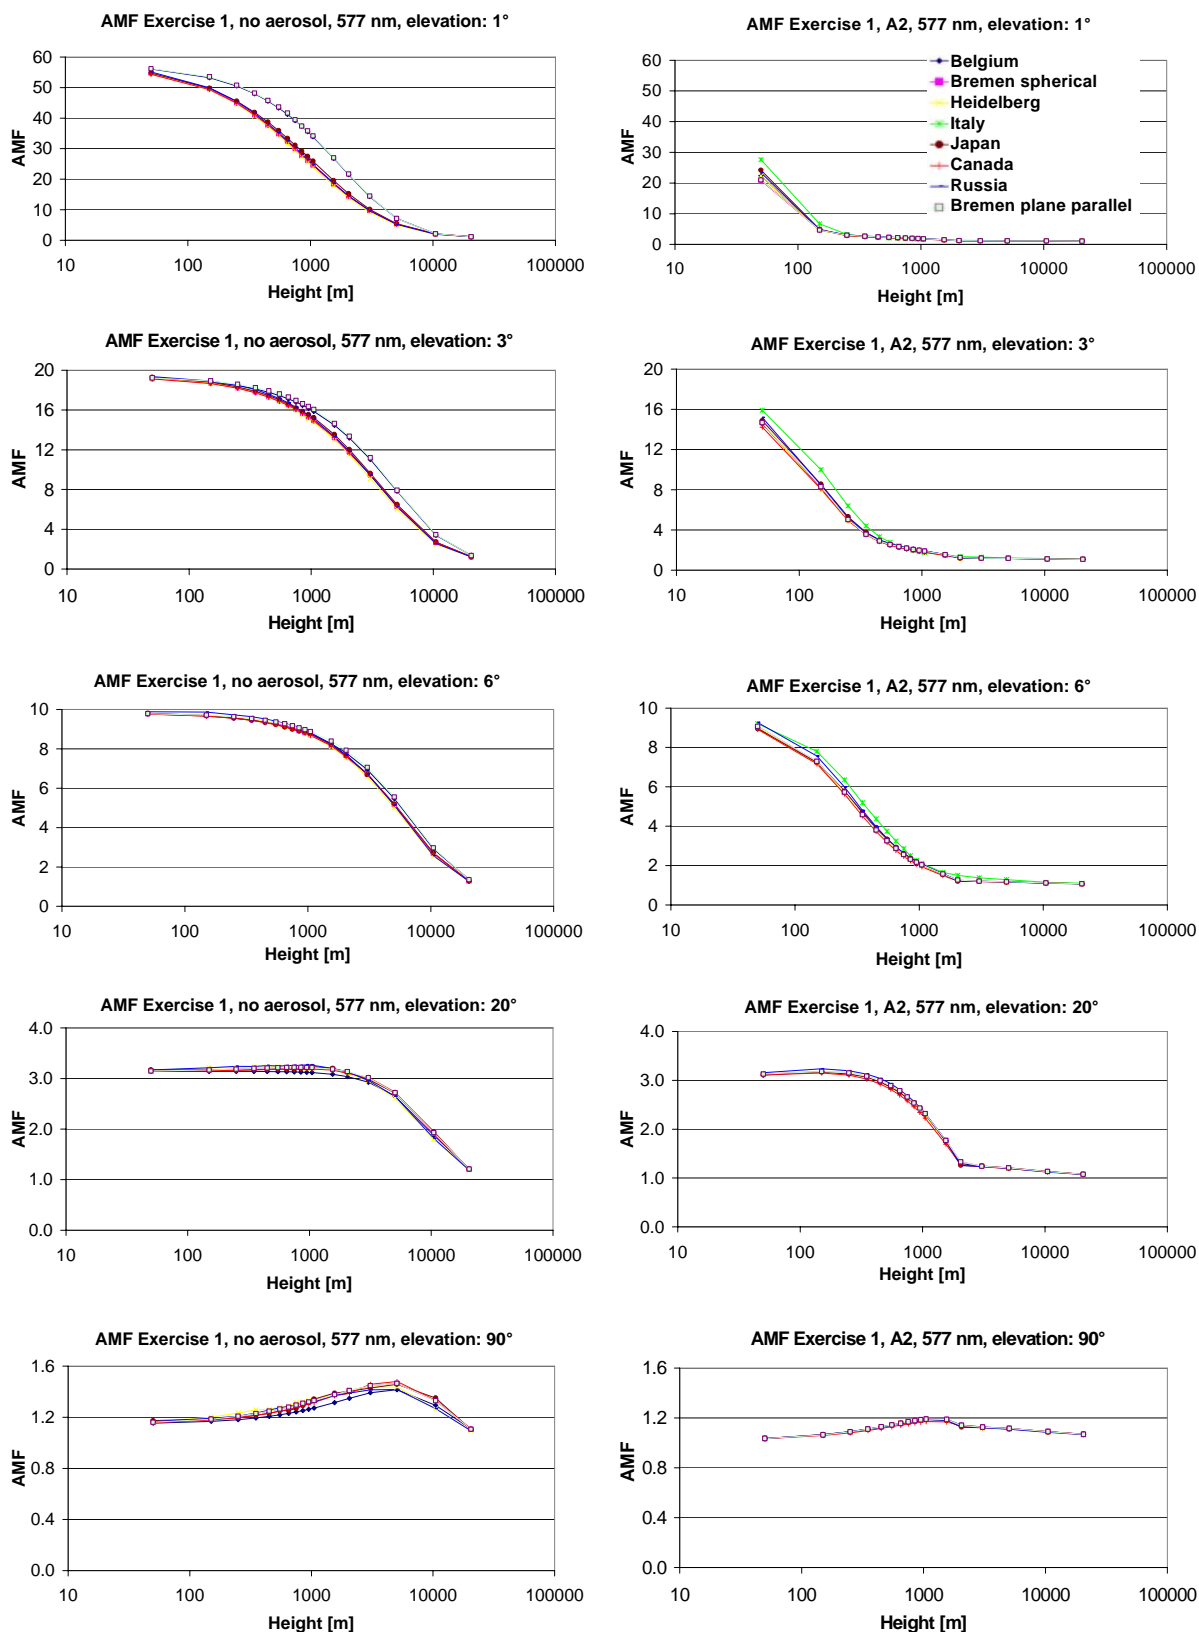 AMF Exercise 1, no aerosol, 577 nm, elevation: 1°
60
50
40
30
20
10
0
AMF
10 100 1000 10000 100000
Height [m]
AMF Exercise 1, A2, 577 nm, elevation: 1°
60
50
40
30
20
10
0
AMF
10 100 1000 10000 100000
Height [m]
Belgium
Bremen spherical
Heidelberg
Italy
Japan
Canada
Russia
Bremen plane parallel
AMF Exercise 1, no aerosol, 577 nm, elevation: 3°
20
16
12
8
4
0
AMF
10 100 1000 10000 100000
Height [m]
AMF Exercise 1, A2, 577 nm, elevation: 3°
20
16
12
8
4
0
AMF
10 100 1000 10000 100000
Height [m]
AMF Exercise 1, no aerosol, 577 nm, elevation: 6°
10
8
6
4
2
0
AMF
10 100 1000 10000 100000
Height [m]
AMF Exercise 1, A2, 577 nm, elevation: 6°
10
8
6
4
2
0
AMF
10 100 1000 10000 100000
Height [m]
AMF Exercise 1, no aerosol, 577 nm, elevation: 20°
4.0
3.0
2.0
1.0
0.0
AMF
10 100 1000 10000 100000
Height [m]
AMF Exercise 1, A2, 577 nm, elevation: 20°
4.0
3.0
2.0
1.0
0.0
AMF
10 100 1000 10000 100000
Height [m]
AMF Exercise 1, no aerosol, 577 nm, elevation: 90°
1.6
1.2
0.8
0.4
0.0
AMF
10 100 1000 10000 100000
Height [m]
AMF Exercise 1, A2, 577 nm, elevation: 90°
1.6
1.2
0.8
0.4
0.0
AMF
10 100 1000 10000 100000
Height [m]